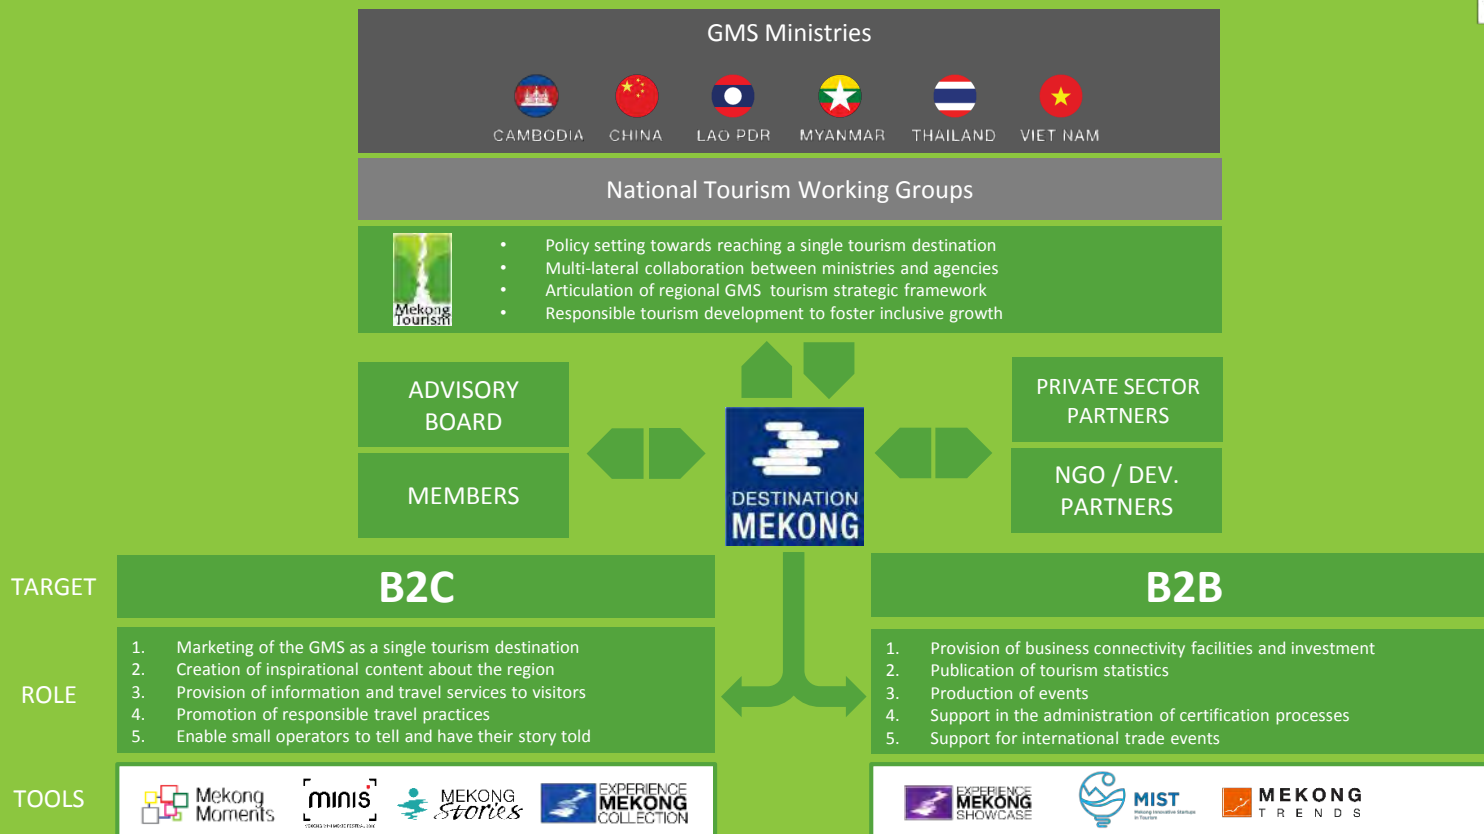 GMS Ministries
CAMBODIA CHINA LAO PDR MYANMAR THAILAND VIET NAM
National Tourism Working Groups
Mekong
Tourism
• Policy setting towards reaching a single tourism destination
• Multi-lateral collaboration between ministries and agencies
• Articulation of regional GMS tourism strategic framework
• Responsible tourism development to foster inclusive growth
ADVISORY
BOARD
MEMBERS
DESTINATION
MEKONG
PRIVATE SECTOR
PARTNERS
NGO / DEV.
PARTNERS
TARGET
B2C
B2B
ROLE
1. Marketing of the GMS as a single tourism destination
2. Creation of inspirational content about the region
3. Provision of information and travel services to visitors
4. Promotion of responsible travel practices
5. Enable small operators to tell and have their story told
1. Provision of business connectivity facilities and investment
2. Publication of tourism statistics
3. Production of events
4. Support in the administration of certification processes
5. Support for international trade events
TOOLS
Mekong
Moments
minis
MEKONG
Stories
EXPERIENCE
MEKONG
COLLECTION
EXPERIENCE
MEKONG
SHOWCASE
MIST
Mekong Innovative Startups
in Tourism
MEKONG
TRENDS